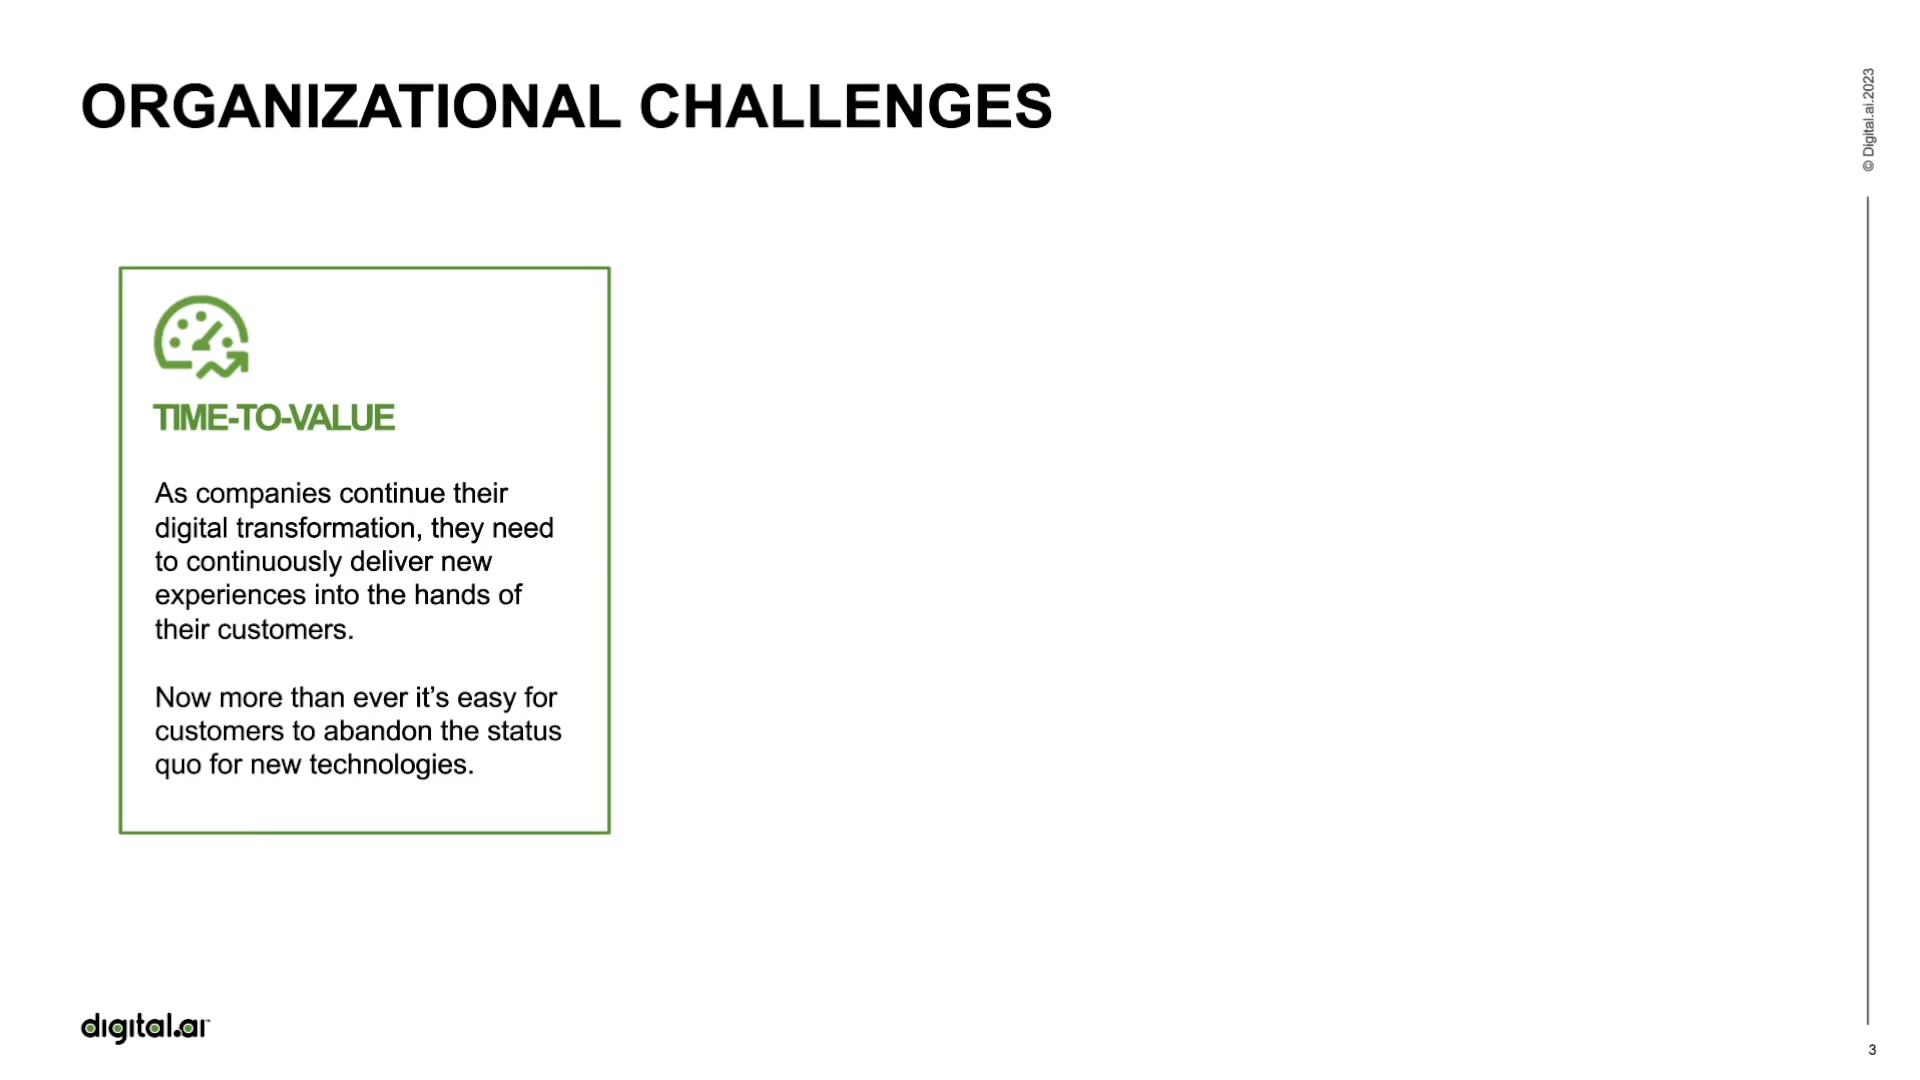 ORGANIZATIONAL CHALLENGES
© Digital.ai.2023
TIME-TO-VALUE
As companies continue their
digital transformation, they need
to continuously deliver new
experiences into the hands of
their customers.
Now more than ever it’s easy for
customers to abandon the status
quo for new technologies.
digital.ai
3